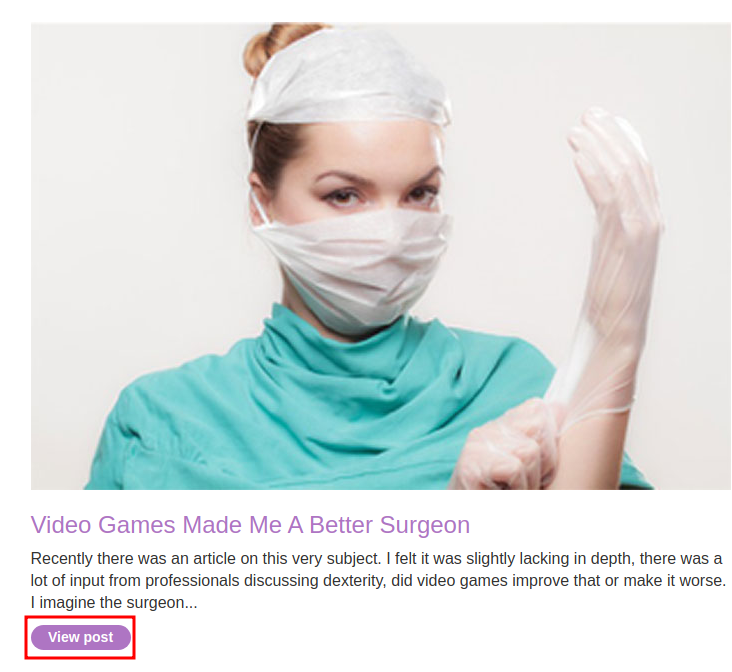 Video Games Made Me A Better Surgeon
Recently there was an article on this very subject. I felt it was slightly lacking in depth, there was a
lot of input from professionals discussing dexterity, did video games improve that or make it worse.
I imagine the surgeon...
View post